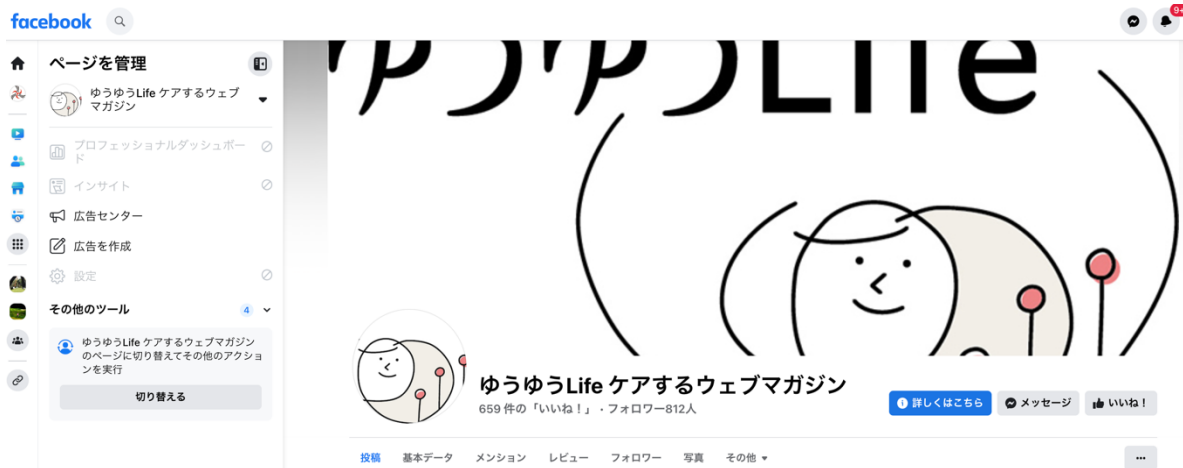 facebook
9+
ページを管理
ゆうゆうLife ケアするウェブ
マガジン
プロフェッショナルダッシュボー
ド
インサイト
広告センター
広告を作成
設定
その他のツール 4
ゆうゆうLife ケアするウェブマガジン
のページに切り替えてその他のアクショ
ンを実行
切り替える
ゆうゆうLife
ゆうゆうLife ケアするウェブマガジン
659 件の「いいね！」・フォロワー812人
詳しくはこちら メッセージ いいね！
投稿 基本データ メンション レビュー フォロワー 写真 その他